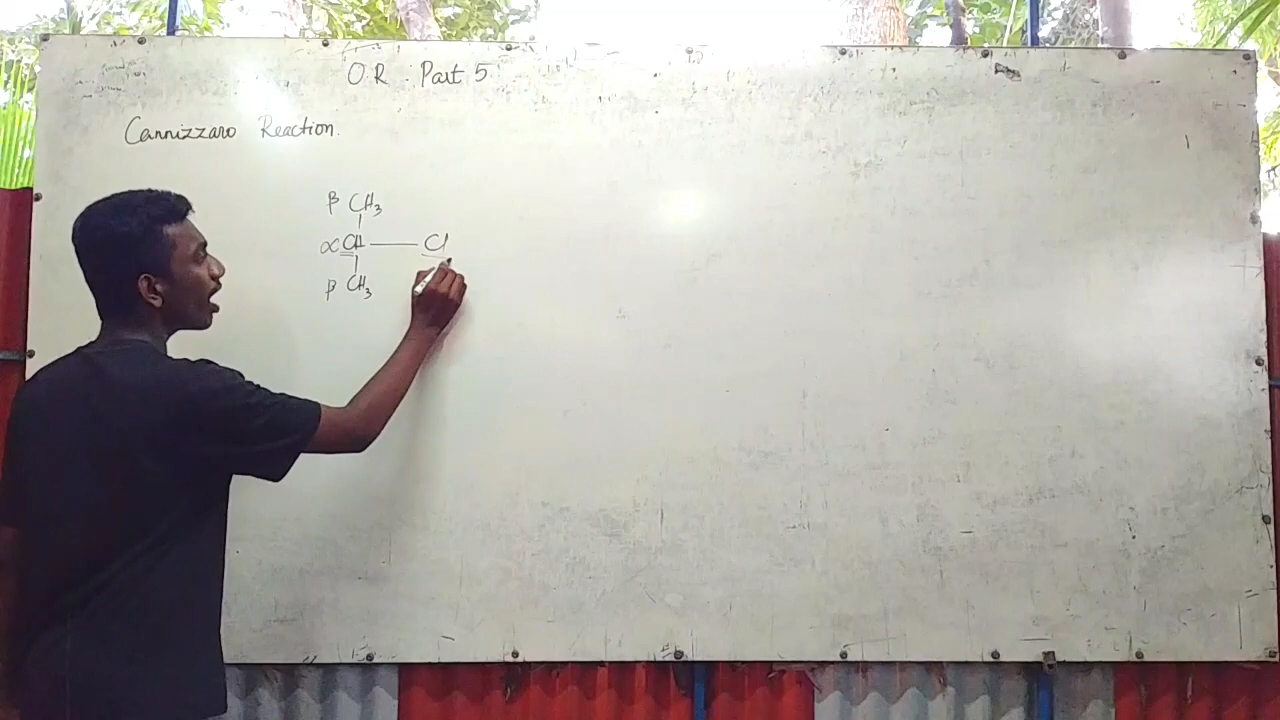 O.R. Part 5
Cannizzaro Reaction.
β CH₃
α CH — Cl
β CH₃